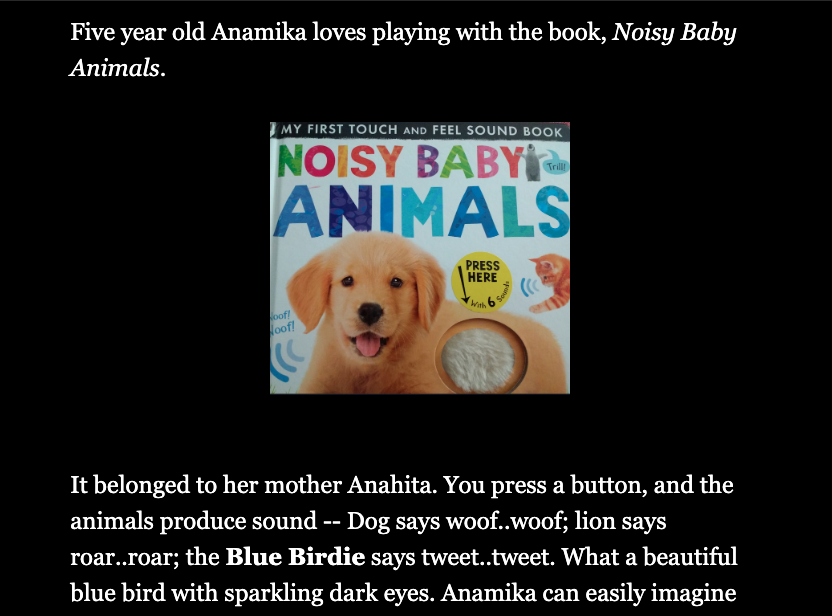 Five year old Anamika loves playing with the book, Noisy Baby
Animals.
MY FIRST TOUCH AND FEEL SOUND BOOK
NOISY BABY
Trill!
ANIMALS
PRESS
HERE
With 6 Sounds
oof!
oof!
It belonged to her mother Anahita. You press a button, and the
animals produce sound -- Dog says woof..woof; lion says
roar..roar; the Blue Birdie says tweet..tweet. What a beautiful
blue bird with sparkling dark eyes. Anamika can easily imagine